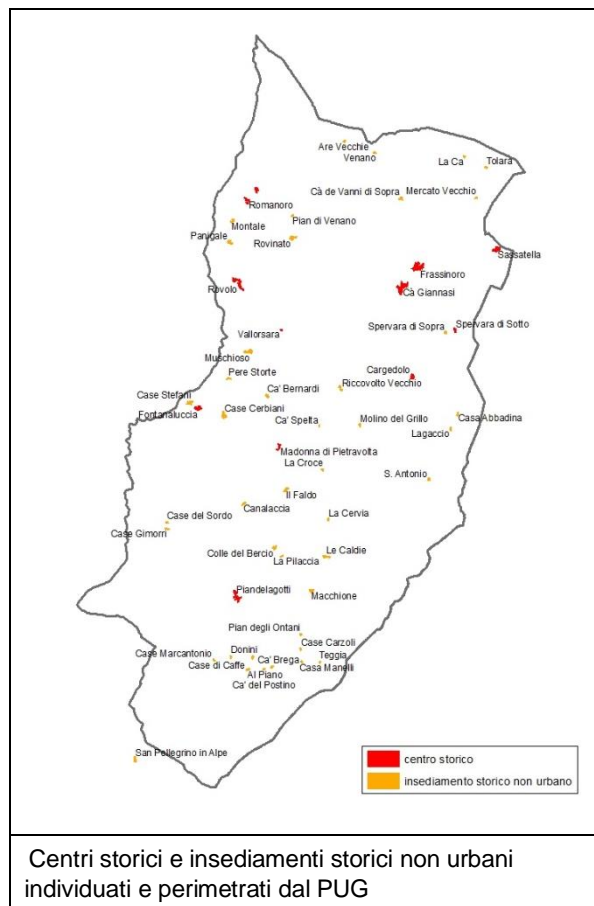 Are Vecchie
Venano
La Ca
Tolara
Romanoro
Cà de Vanni di Sopra
Mercato Vecchio
Pian di Venano
Montale
Panigale
Rovinato
Sassatella
Frassinoro
Rovolo
Cà Giannasi
Vallorsara
Spervara di Sopra
Spervara di Sotto
Muschioso
Pere Storte
Cargedolo
Ca' Bernardi
Riccovolto Vecchio
Case Stefani
Fontanaluccia
Case Cerbiani
Ca' Spelta
Molino del Grillo
Casa Abbadina
Lagaccio
Madonna di Pietravolta
La Croce
S. Antonio
Il Faldo
Canalaccia
Case del Sordo
La Cervia
Case Gimorri
Colle del Bercio
Le Caldie
La Pilaccia
Piandelagotti
Macchione
Pian degli Ontani
Case Carzoli
Case Marcantonio
Donini
Ca' Brega
Teggia
Case di Caffe
Al Piano
Casa Manelli
Ca' del Postino
San Pellegrino in Alpe
centro storico
insediamento storico non urbano
Centri storici e insediamenti storici non urbani
individuati e perimetrati dal PUG